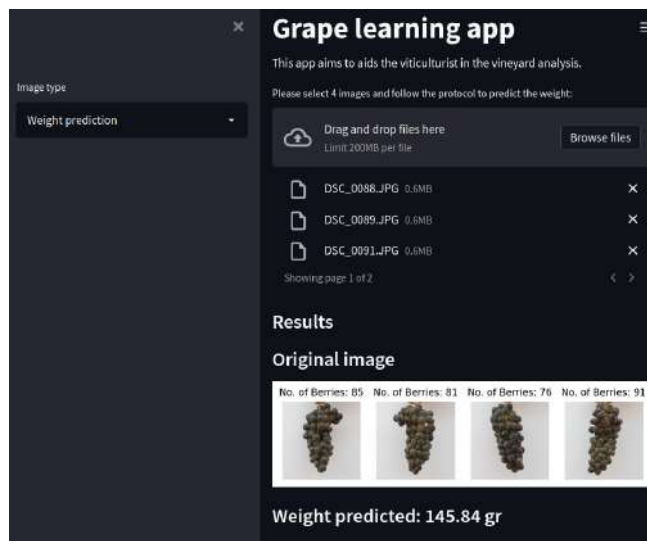 Grape learning app
This app aims to aids the viticulturist in the vineyard analysis.
Image type
Please select 4 images and follow the protocol to predict the weight:
Weight prediction
Drag and drop files here
Limit 200MB per file
Browse files
DSC_0088.JPG 0.6MB
DSC_0089.JPG 0.6MB
DSC_0091.JPG 0.6MB
Showing page 1 of 2
Results
Original image
No. of Berries: 85 No. of Berries: 81 No. of Berries: 76 No. of Berries: 91
Weight predicted: 145.84 gr